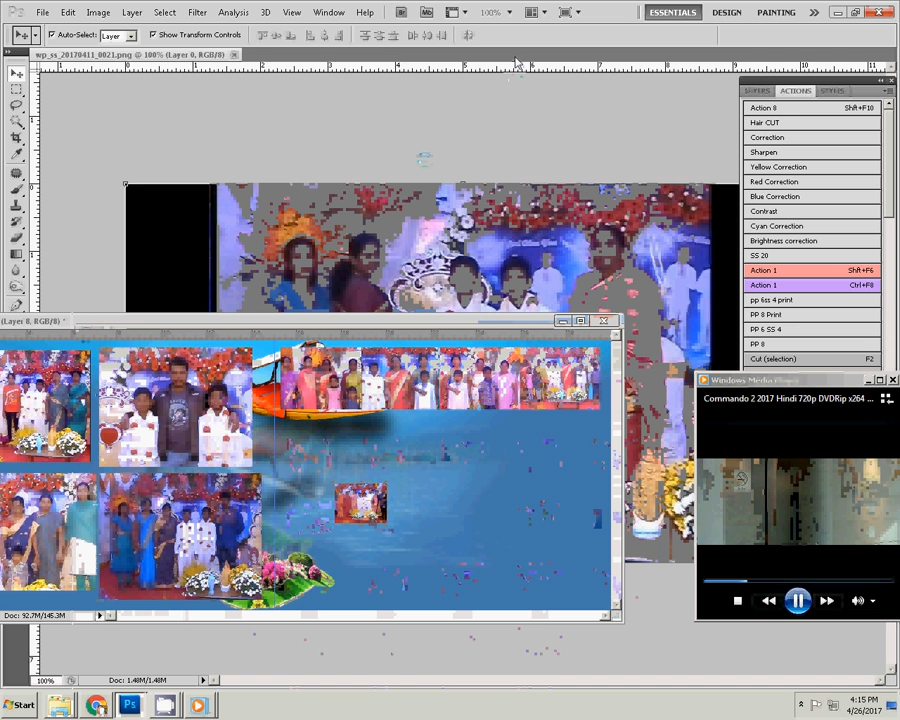 Ps File Edit Image Layer Select Filter Analysis 3D View Window Help Br Mb 100% ESSENTIALS DESIGN PAINTING
Auto-Select: Layer Show Transform Controls
wp_ss_20170411_0021.png @ 100% (Layer 0, RGB/8)
LAYERS ACTIONS STYLES
Action 8 Shft+F10
Hair CUT
Correction
Sharpen
Yellow Correction
Red Correction
Blue Correction
Contrast
Cyan Correction
Brightness correction
SS 20
Action 1 Shft+F6
Action 1 Ctrl+F8
pp 6ss 4 print
PP 8 Print
PP 6 SS 4
PP 8
Cut (selection) F2
(Layer 8, RGB/8) *
Doc: 92.7M/145.3M
Windows Media Player
Commando 2 2017 Hindi 720p DVDRip x264 ...
100% Doc: 1.48M/1.48M
Start Ps 4:15 PM
4/26/2017